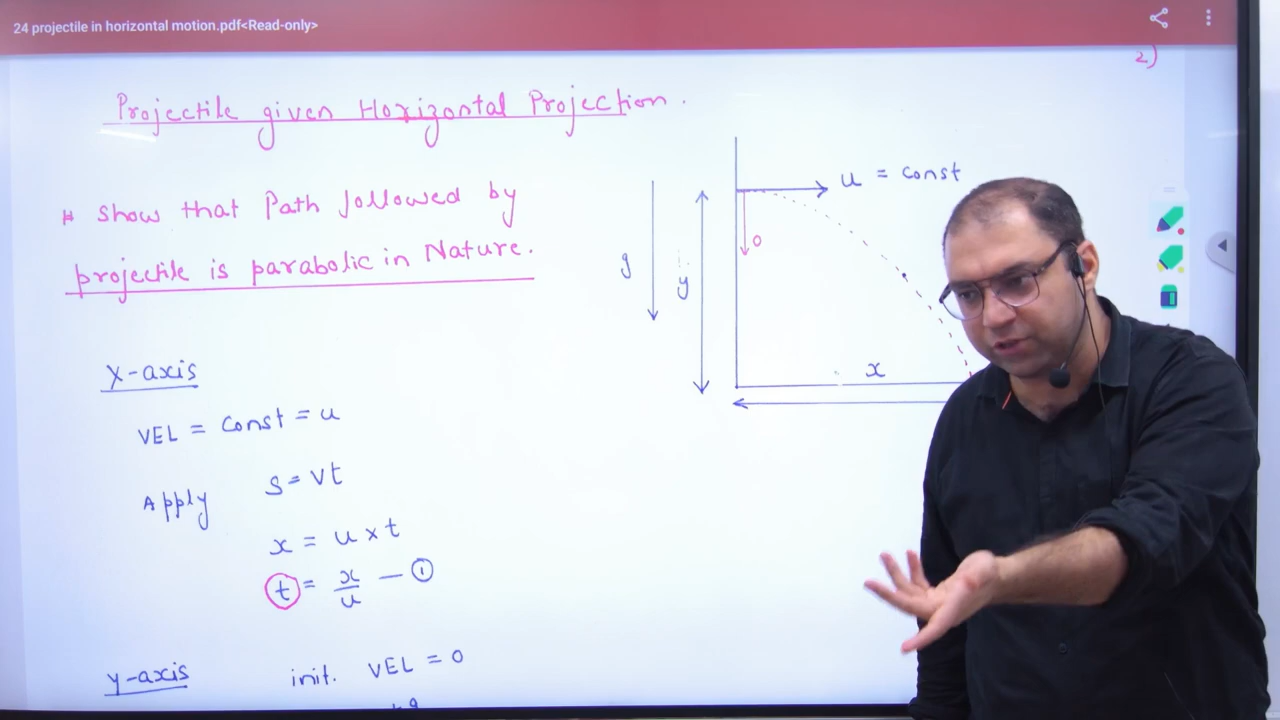 24 projectile in horizontal motion.pdf<Read-only>
2)
Projectile given Horizontal Projection.
# show that Path followed by
projectile is parabolic in Nature.
u = const
0
g
y
x
X-axis
VEL = const = u
Apply s = vt
x = u × t
t = x/u — ①
y-axis init. VEL = 0
+g